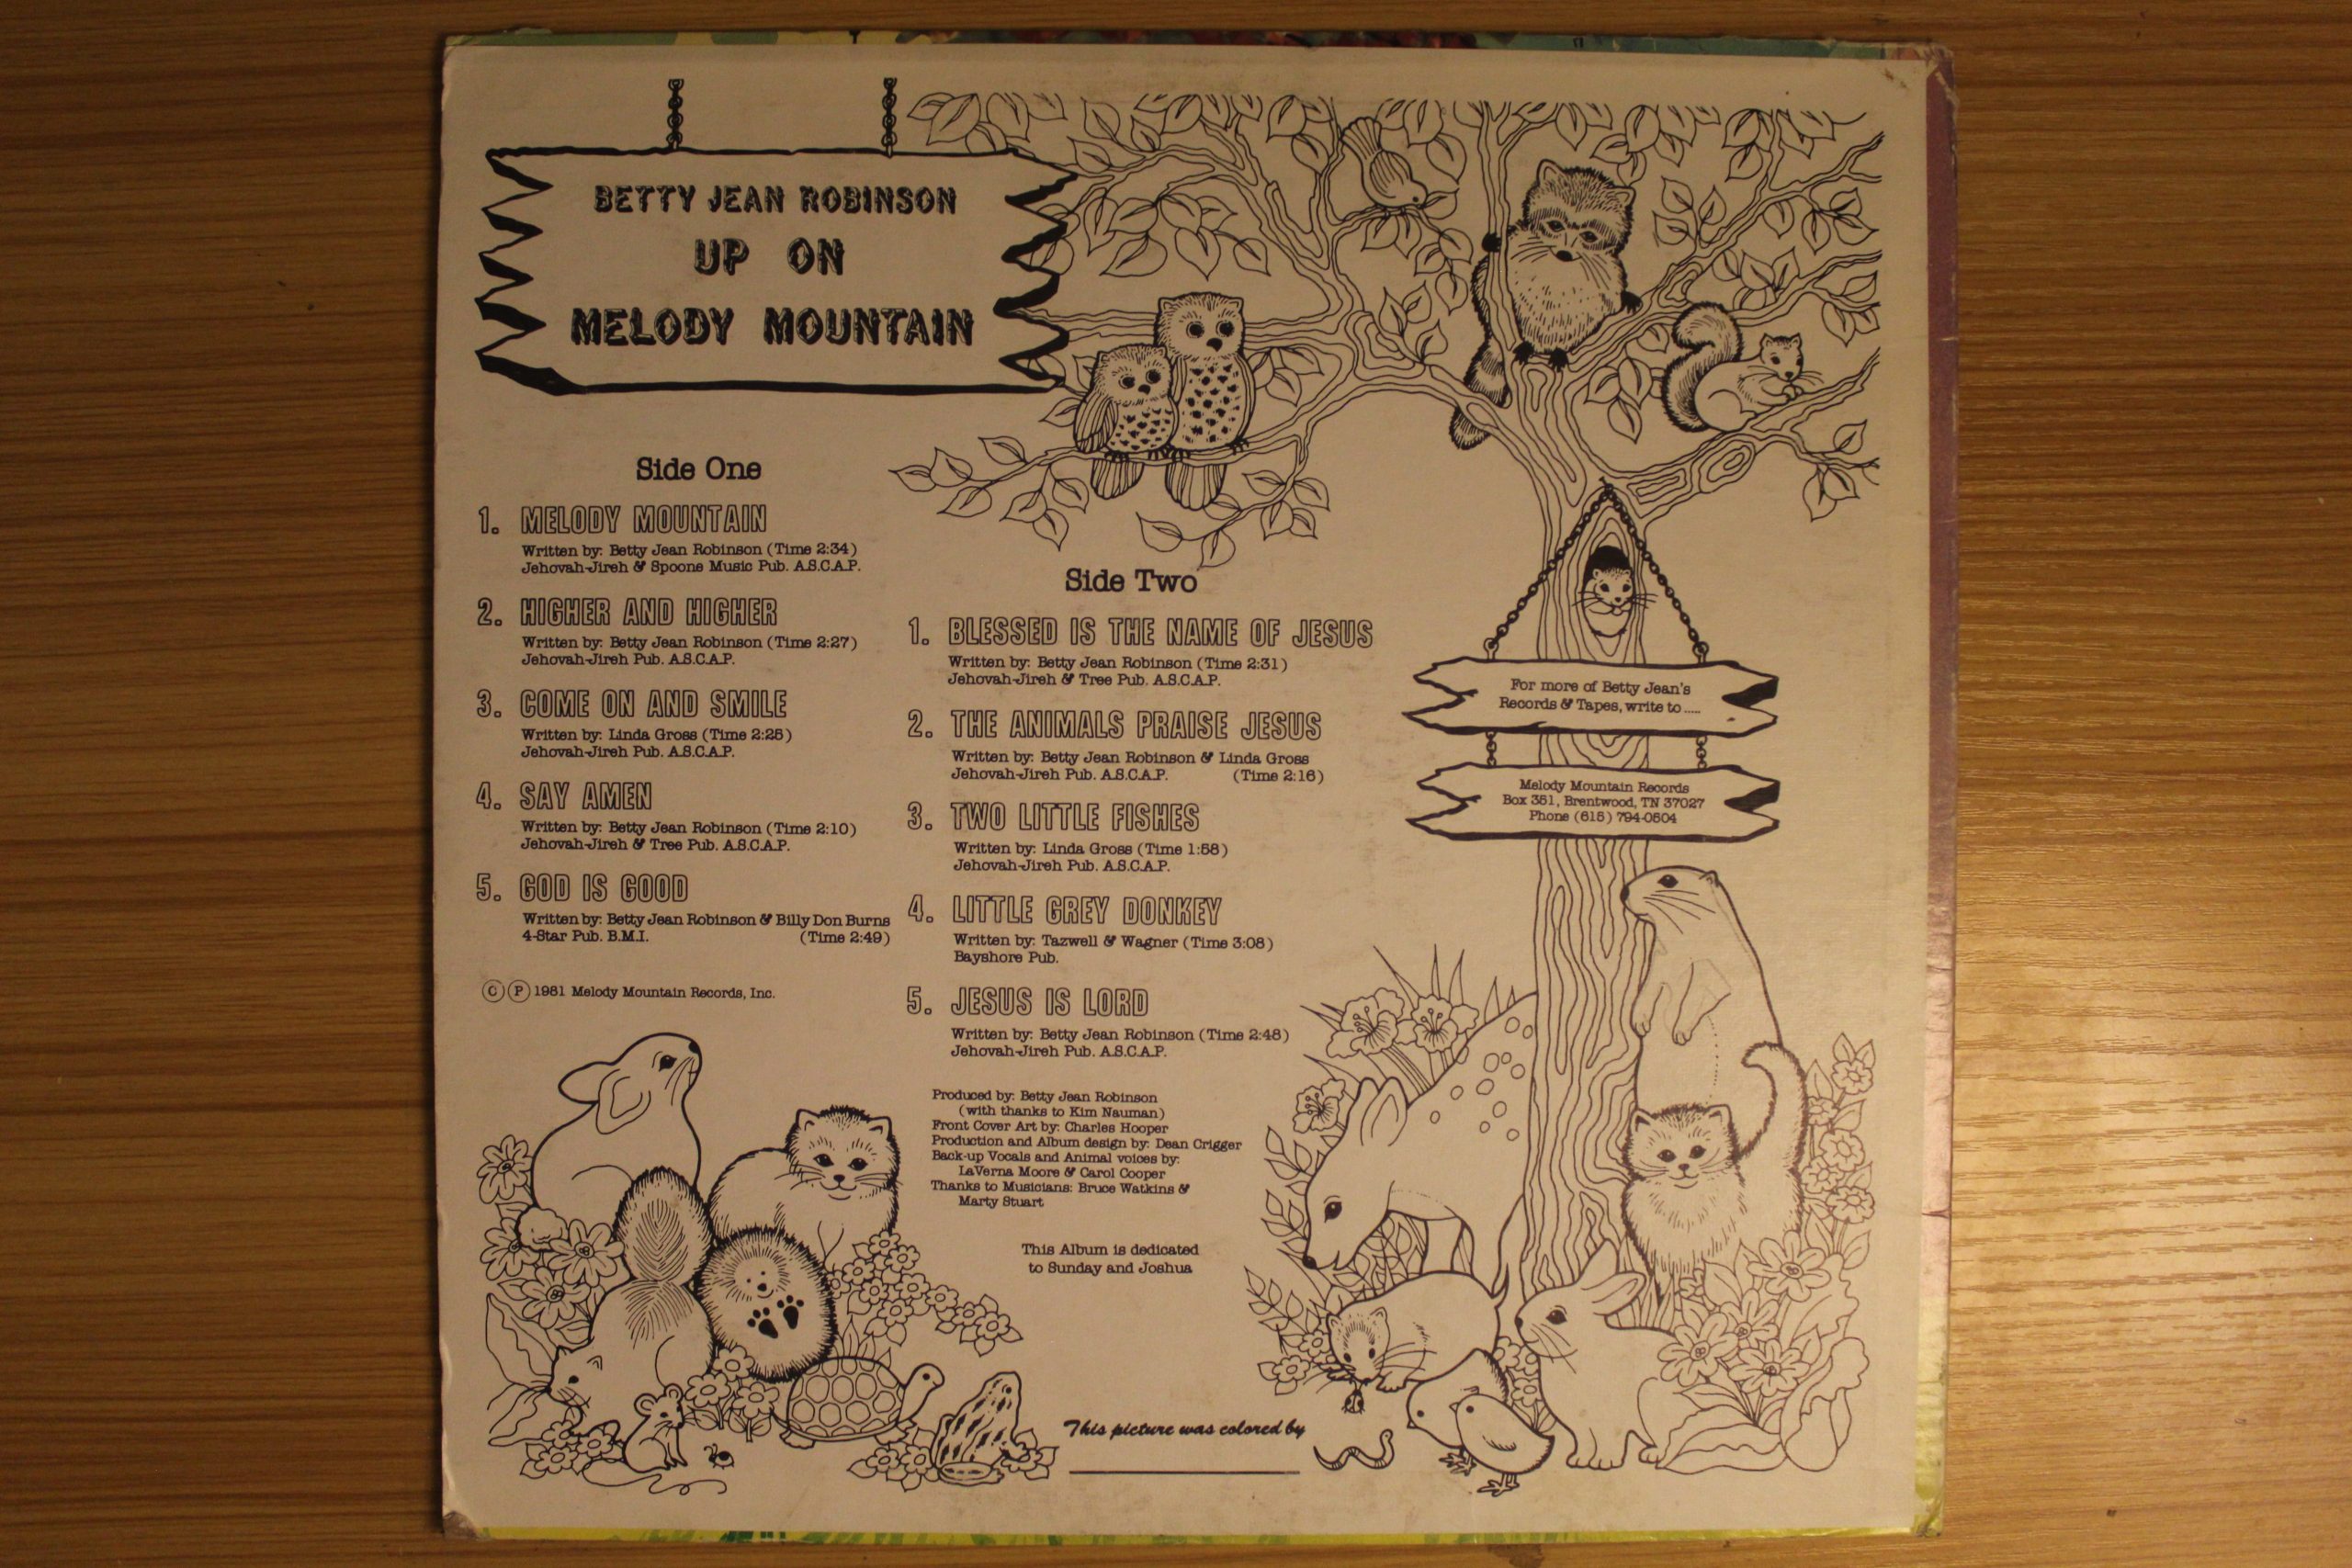 BETTY JEAN ROBINSON
UP ON
MELODY MOUNTAIN
Side One
1. MELODY MOUNTAIN
Written by: Betty Jean Robinson (Time 2:34)
Jehovah-Jireh & Spoone Music Pub. A.S.C.A.P.
2. HIGHER AND HIGHER
Written by: Betty Jean Robinson (Time 2:27)
Jehovah-Jireh Pub. A.S.C.A.P.
3. COME ON AND SMILE
Written by: Linda Gross (Time 2:25)
Jehovah-Jireh Pub. A.S.C.A.P.
4. SAY AMEN
Written by: Betty Jean Robinson (Time 2:10)
Jehovah-Jireh & Tree Pub. A.S.C.A.P.
5. GOD IS GOOD
Written by: Betty Jean Robinson & Billy Don Burns
4-Star Pub. B.M.I. (Time 2:49)
Ⓒ Ⓟ 1981 Melody Mountain Records, Inc.
Side Two
1. BLESSED IS THE NAME OF JESUS
Written by: Betty Jean Robinson (Time 2:31)
Jehovah-Jireh & Tree Pub. A.S.C.A.P.
2. THE ANIMALS PRAISE JESUS
Written by: Betty Jean Robinson & Linda Gross
Jehovah-Jireh Pub. A.S.C.A.P. (Time 2:16)
3. TWO LITTLE FISHES
Written by: Linda Gross (Time 1:58)
Jehovah-Jireh Pub. A.S.C.A.P.
4. LITTLE GREY DONKEY
Written by: Tazwell & Wagner (Time 3:08)
Bayshore Pub.
5. JESUS IS LORD
Written by: Betty Jean Robinson (Time 2:48)
Jehovah-Jireh Pub. A.S.C.A.P.
Produced by: Betty Jean Robinson
(with thanks to Kim Nauman)
Front Cover Art by: Charles Hooper
Production and Album design by: Dean Crigger
Back-up Vocals and Animal voices by:
LaVerna Moore & Carol Cooper
Thanks to Musicians: Bruce Watkins &
Marty Stuart
This Album is dedicated
to Sunday and Joshua
For more of Betty Jean's
Records & Tapes, write to .....
Melody Mountain Records
Box 351, Brentwood, TN 37027
Phone (615) 794-0504
This picture was colored by